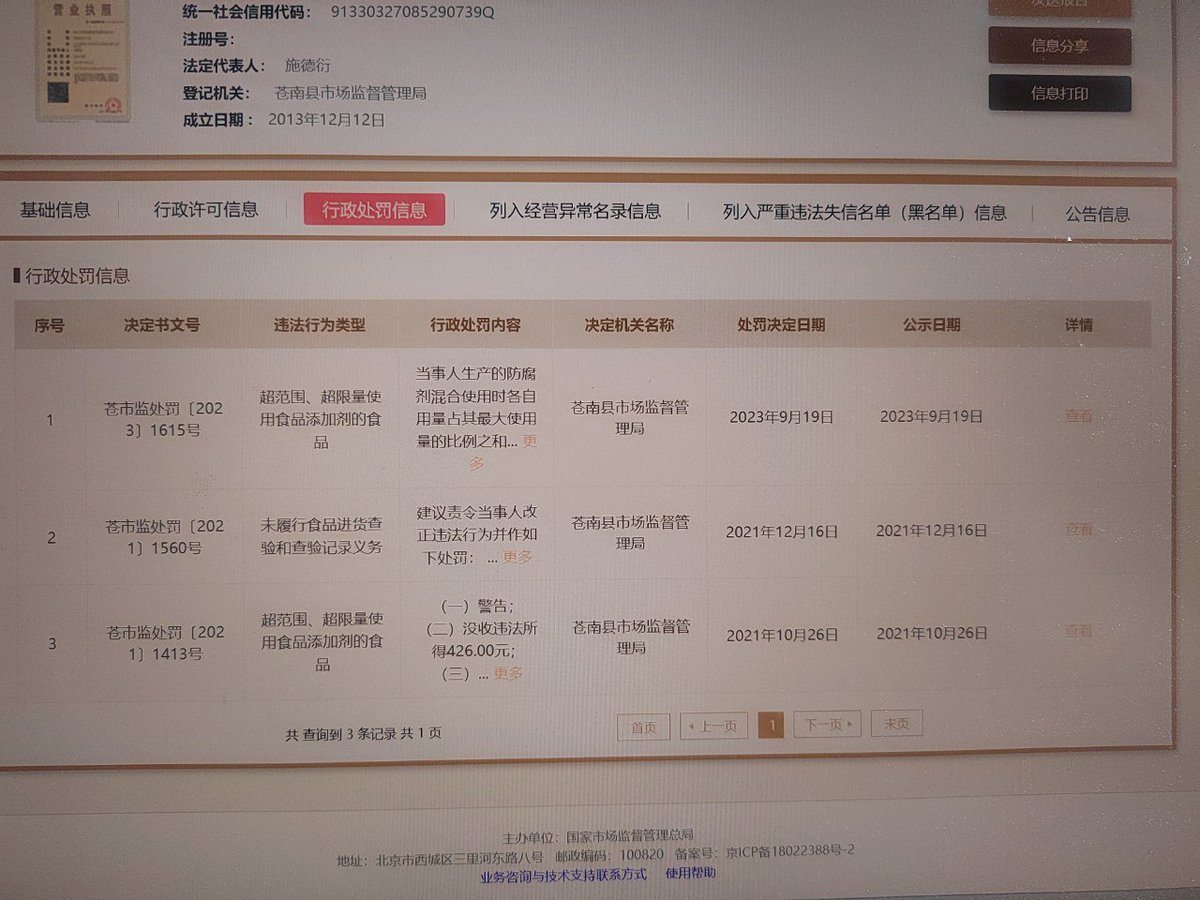 营业执照
统一社会信用代码： 91330327085290739Q
注册号：
法定代表人： 施德衍
登记机关： 苍南县市场监督管理局
成立日期： 2013年12月12日
发送报告
信息分享
信息打印
基础信息
行政许可信息
行政处罚信息
列入经营异常名录信息
列入严重违法失信名单（黑名单）信息
公告信息
行政处罚信息
序号 决定书文号 违法行为类型 行政处罚内容 决定机关名称 处罚决定日期 公示日期 详情
1
苍市监处罚〔202
3〕1615号
超范围、超限量使
用食品添加剂的食
品
当事人生产的防腐
剂混合使用时各自
用量占其最大使用
量的比例之和... 更
多
苍南县市场监督管
理局
2023年9月19日
2023年9月19日
查看
2
苍市监处罚〔202
1〕1560号
未履行食品进货查
验和查验记录义务
建议责令当事人改
正违法行为并作如
下处罚： ... 更多
苍南县市场监督管
理局
2021年12月16日
2021年12月16日
查看
3
苍市监处罚〔202
1〕1413号
超范围、超限量使
用食品添加剂的食
品
（一）警告；
（二）没收违法所
得426.00元；
（三）... 更多
苍南县市场监督管
理局
2021年10月26日
2021年10月26日
查看
共 查询到 3 条记录 共 1 页
首页
上一页
1
下一页
末页
主办单位：国家市场监督管理总局
地址：北京市西城区三里河东路八号 邮政编码：100820 备案号：京ICP备18022388号-2
业务咨询与技术支持联系方式 使用帮助